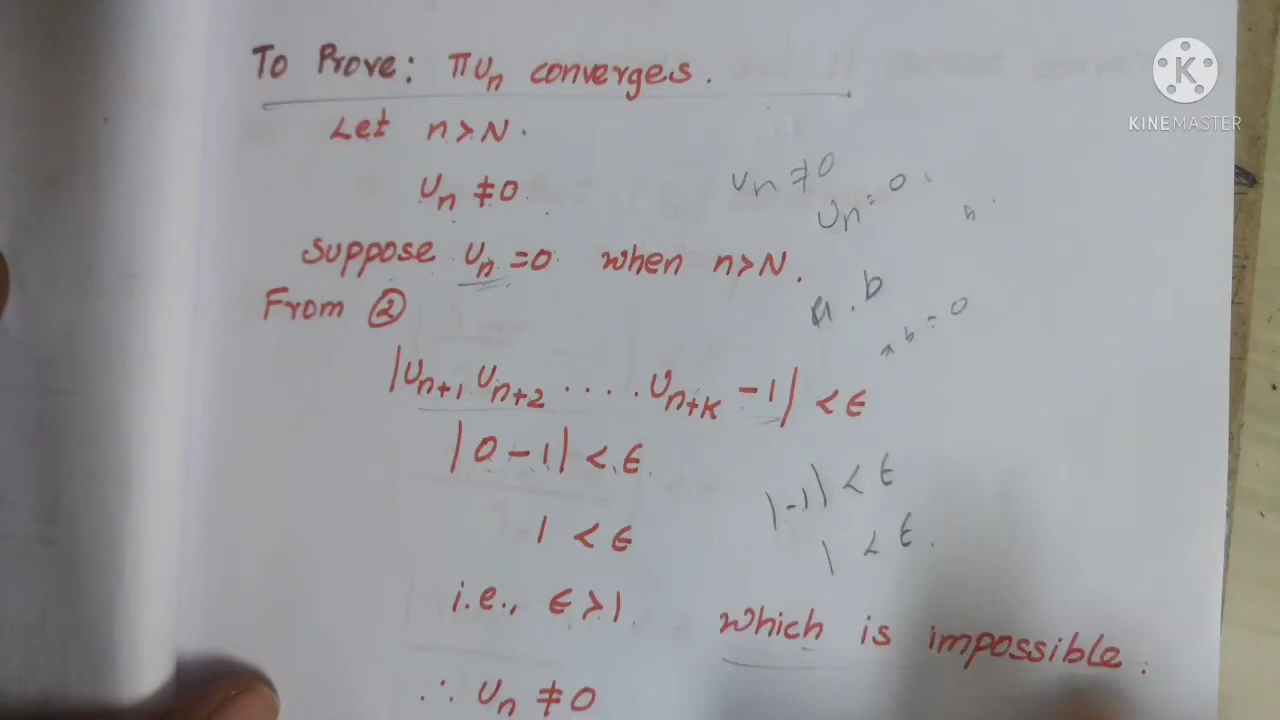 To Prove: πUn converges.
Let n>N.
Un ≠0
Suppose Un =0 when n>N.
From ②
|Un+1 Un+2 ..... Un+K -1| <ϵ
|0-1| <ϵ
1 <ϵ
i.e., ϵ>1. which is impossible.
∴ Un ≠0
Un ≠0
Un=0
n
a.b
ab=0
|-1| <ϵ
1 <ϵ.
K
KINEMASTER